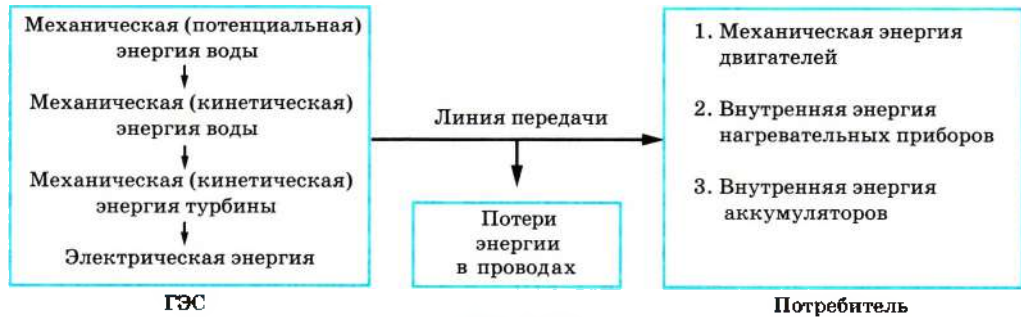 Механическая (потенциальная)
энергия воды
Механическая (кинетическая)
энергия воды
Механическая (кинетическая)
энергия турбины
Электрическая энергия
ГЭС
Линия передачи
Потери
энергии
в проводах
1. Механическая энергия
двигателей
2. Внутренняя энергия
нагревательных приборов
3. Внутренняя энергия
аккумуляторов
Потребитель